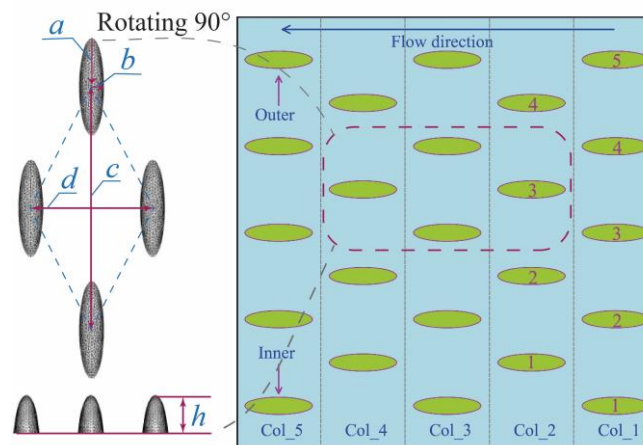 Rotating 90°
a
b
d
c
h
Flow direction
5
Outer
4
4
3
3
2
2
Inner
1
1
Col_5 Col_4 Col_3 Col_2 Col_1